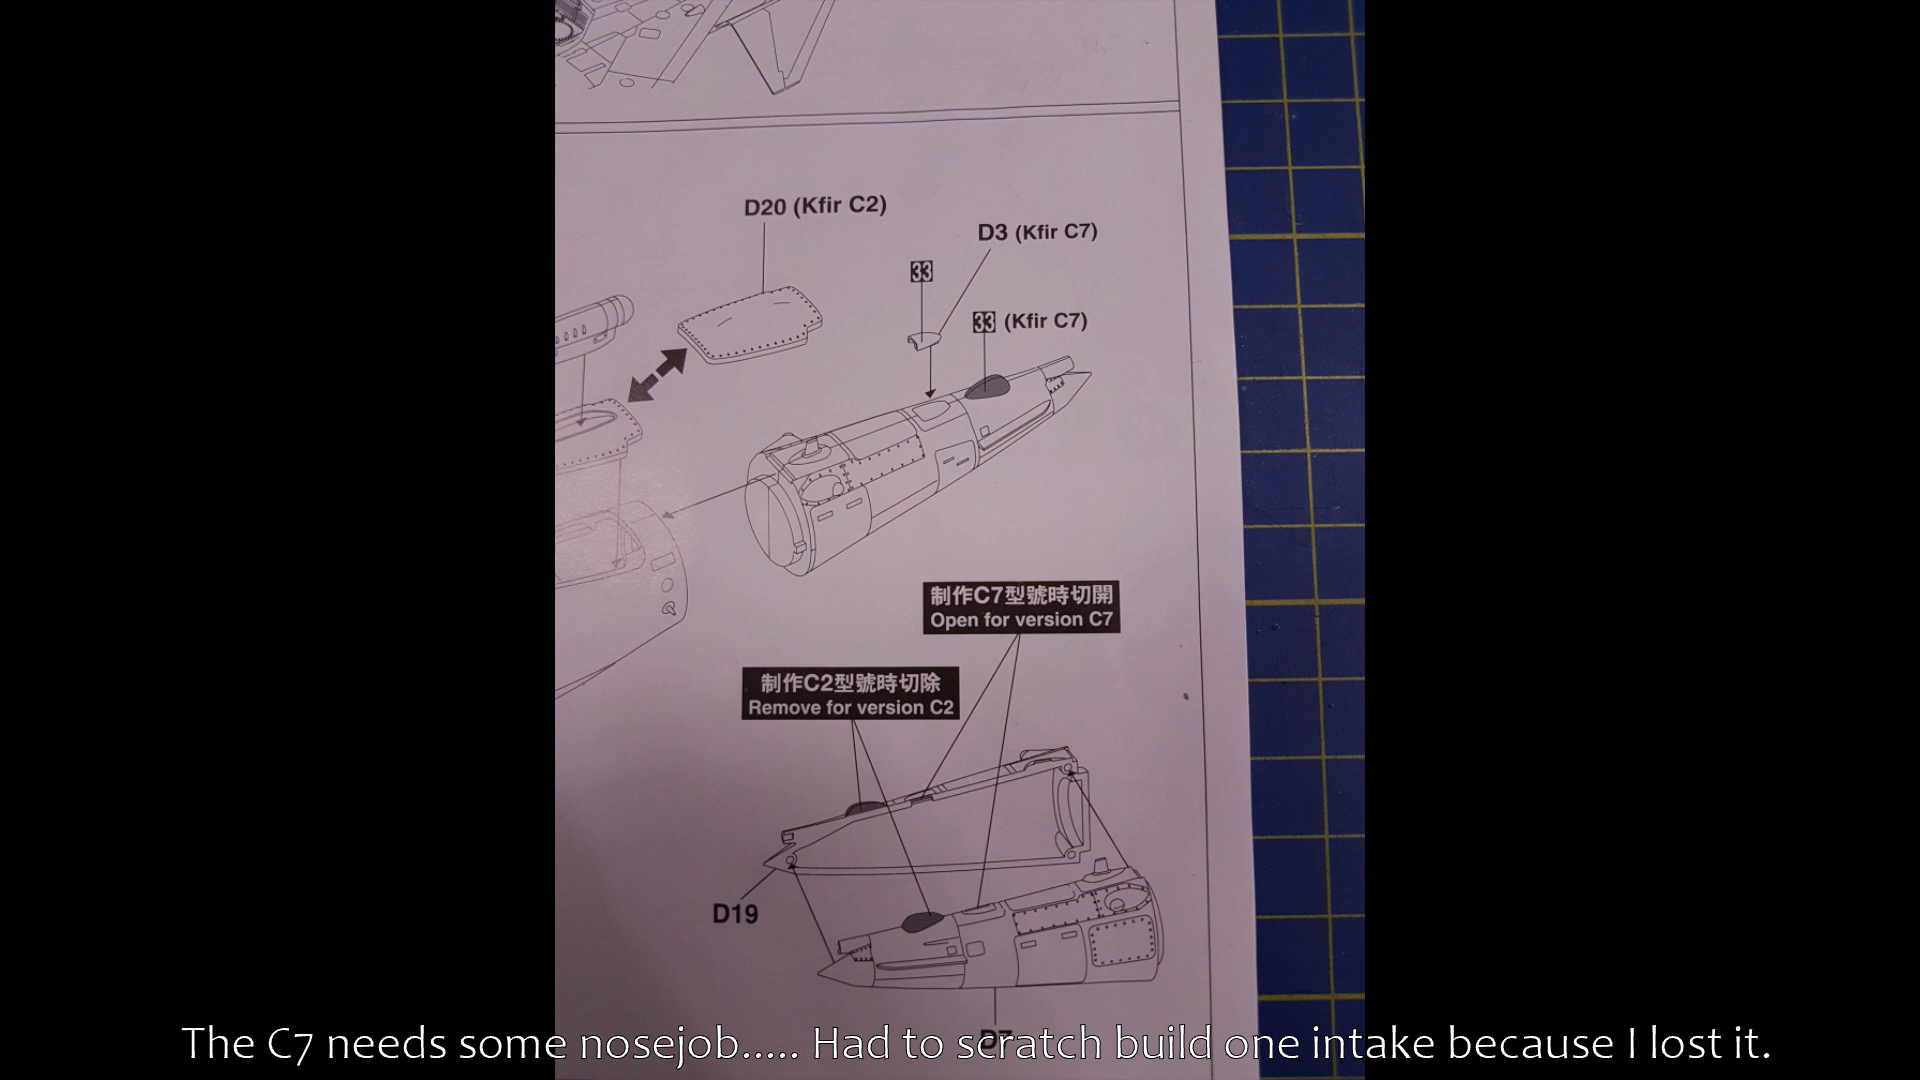 D20 (Kfir C2)
D3 (Kfir C7)
33
33 (Kfir C7)
制作C7型號時切開
Open for version C7
制作C2型號時切除
Remove for version C2
D19
D7
The C7 needs some nosejob..... Had to scratch build one intake because I lost it.